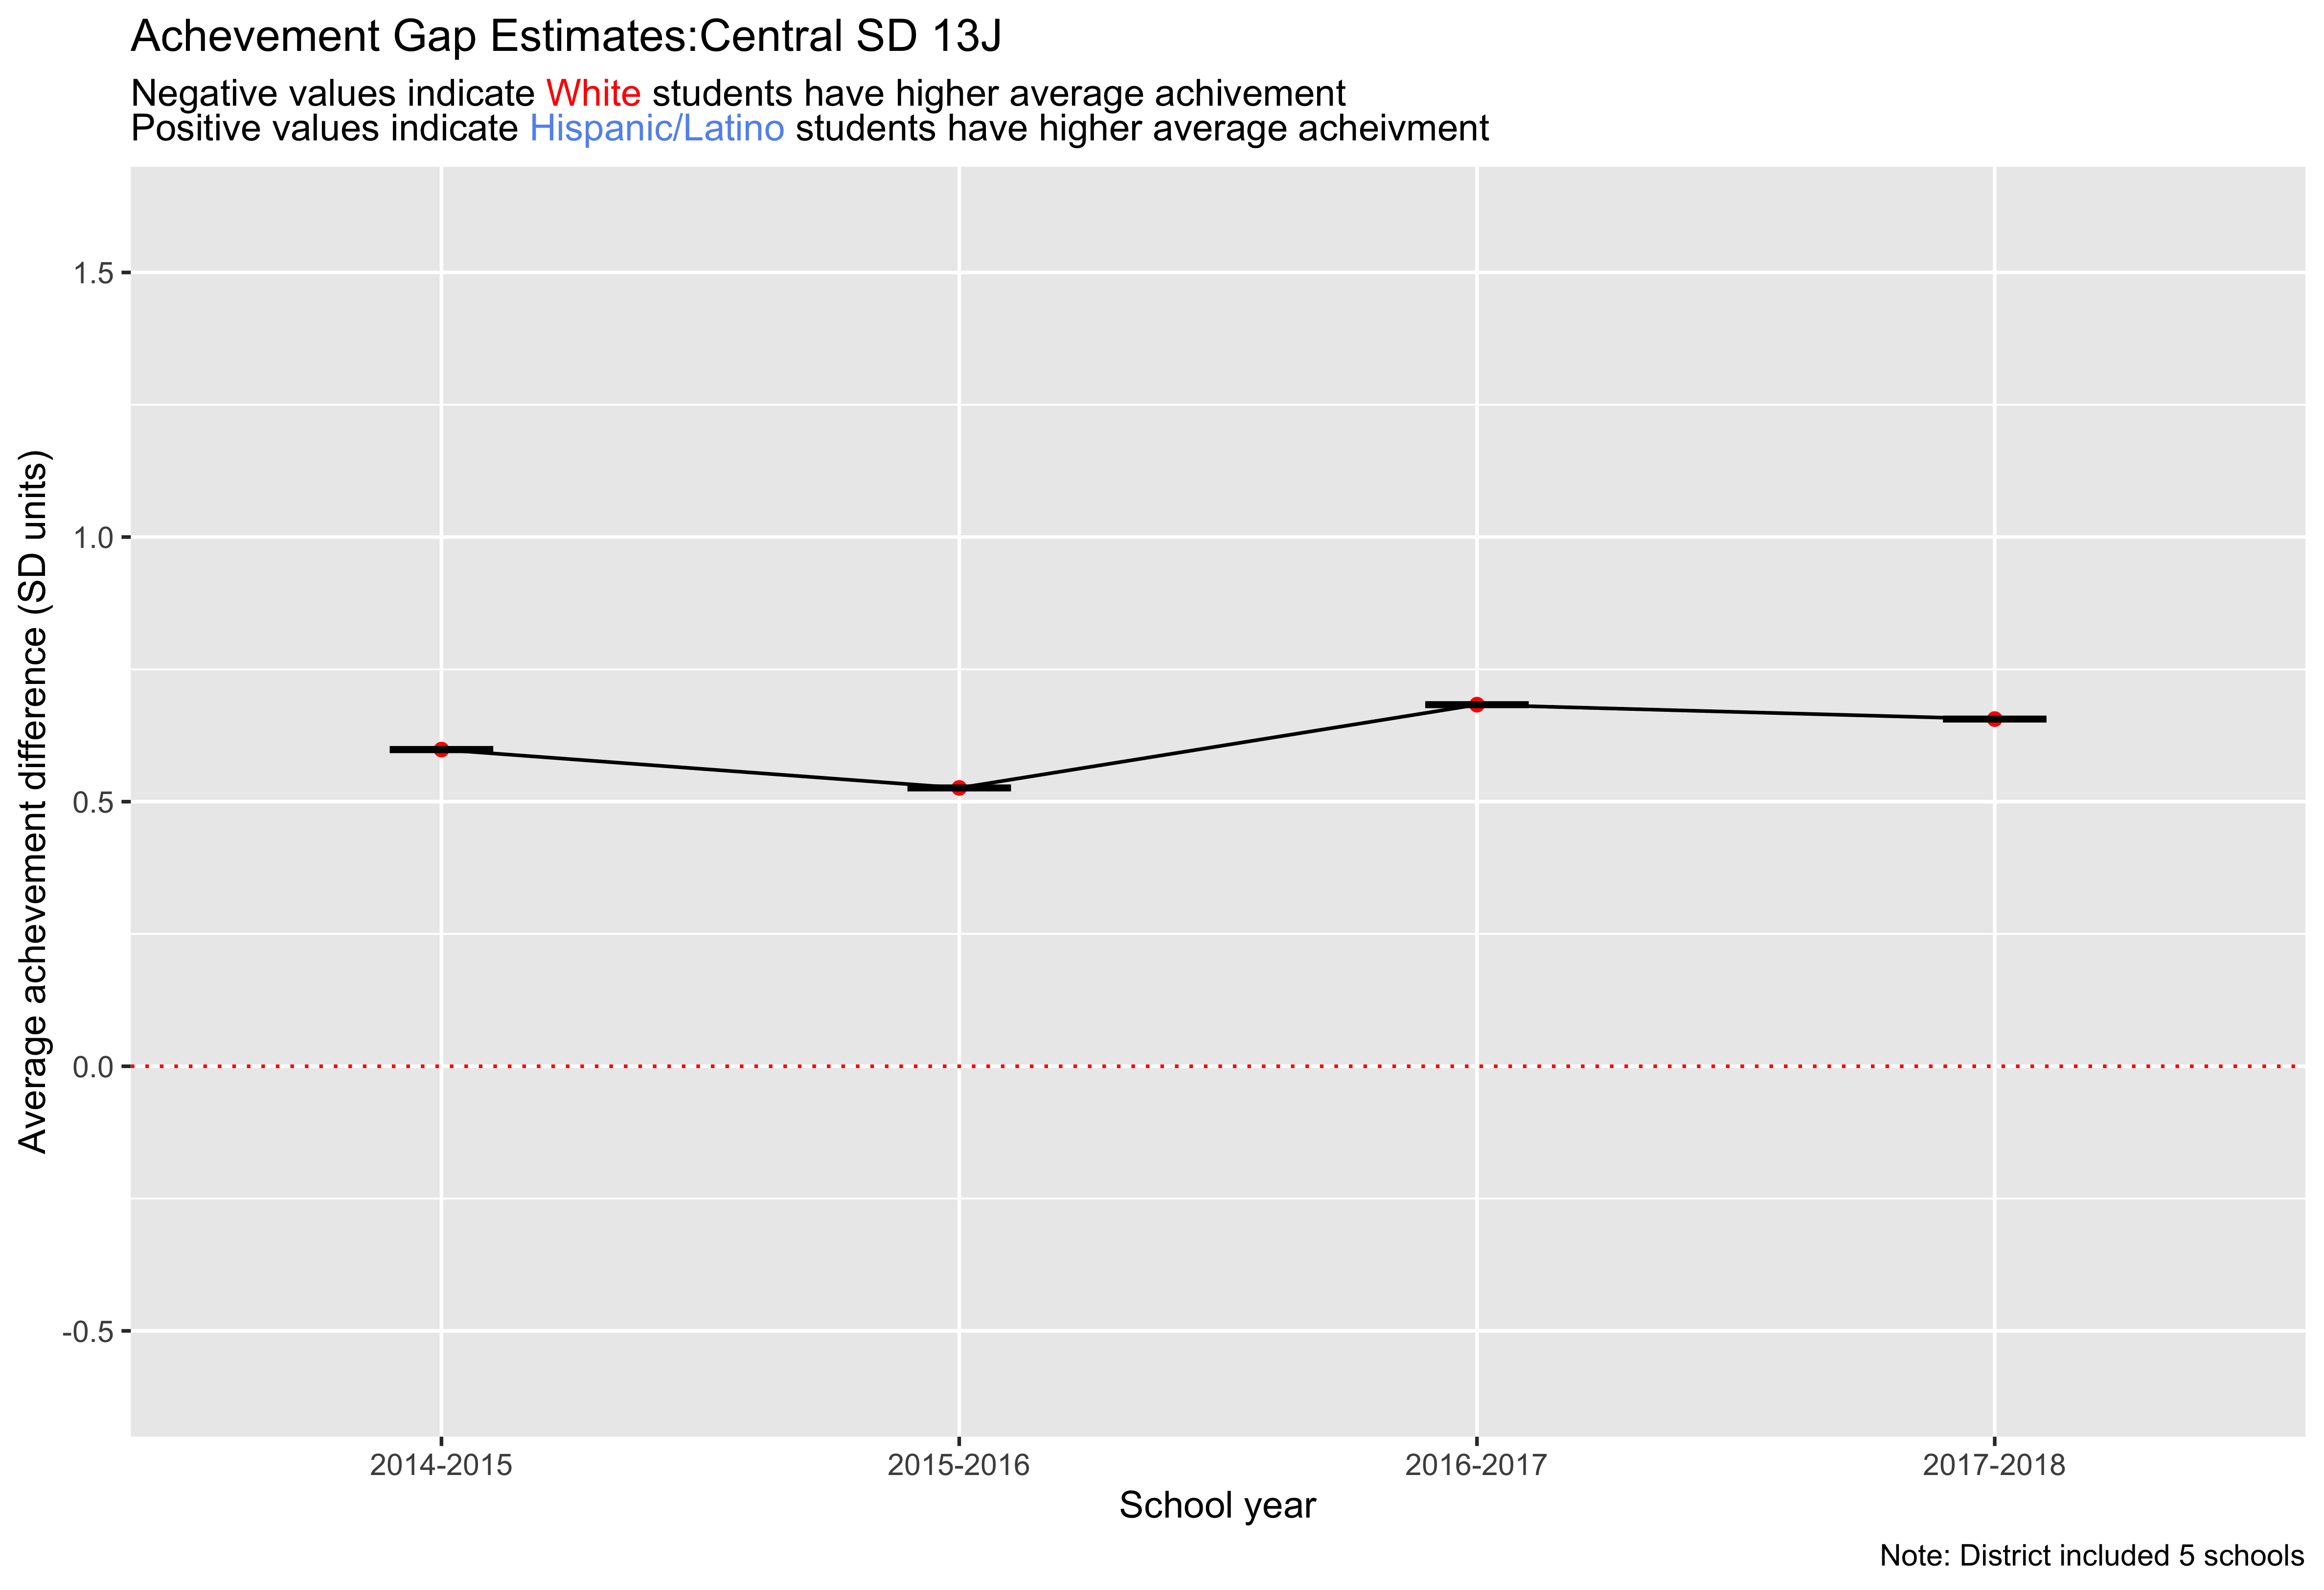 Achevement Gap Estimates:Central SD 13J
Negative values indicate White students have higher average achivement
Positive values indicate Hispanic/Latino students have higher average acheivment
Average achevement difference (SD units)
1.5
1.0
0.5
0.0
-0.5
2014-2015
2015-2016
2016-2017
2017-2018
School year
Note: District included 5 schools